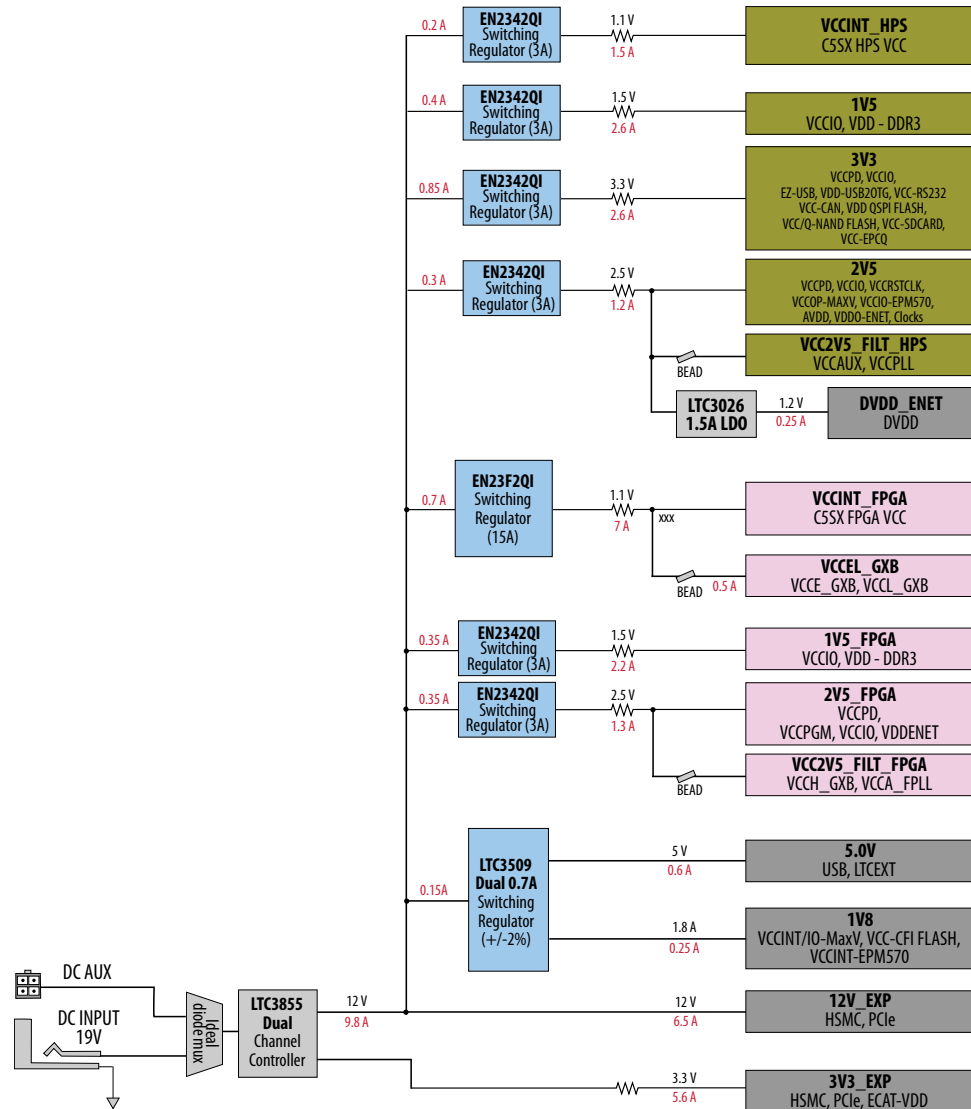 0.2 A
EN2342QI
Switching
Regulator (3A)
1.1 V
1.5 A
VCCINT_HPS
C5SX HPS VCC
0.4 A
EN2342QI
Switching
Regulator (3A)
1.5 V
2.6 A
1V5
VCCIO, VDD - DDR3
0.85 A
EN2342QI
Switching
Regulator (3A)
3.3 V
2.6 A
3V3
VCCPD, VCCIO,
EZ-USB, VDD-USB2OTG, VCC-RS232
VCC-CAN, VDD QSPI FLASH,
VCC/Q-NAND FLASH, VCC-SDCARD,
VCC-EPCQ
0.3 A
EN2342QI
Switching
Regulator (3A)
2.5 V
1.2 A
2V5
VCCPD, VCCIO, VCCRSTCLK,
VCCOP-MAXV, VCCIO-EPM570,
AVDD, VDDO-ENET, Clocks
BEAD
VCC2V5_FILT_HPS
VCCAUX, VCCPLL
LTC3026
1.5A LDO
1.2 V
0.25 A
DVDD_ENET
DVDD
0.7 A
EN23F2QI
Switching
Regulator
(15A)
1.1 V
7 A
xxx
VCCINT_FPGA
C5SX FPGA VCC
BEAD
0.5 A
VCCEL_GXB
VCCE_GXB, VCCL_GXB
0.35 A
EN2342QI
Switching
Regulator (3A)
1.5 V
2.2 A
1V5_FPGA
VCCIO, VDD - DDR3
0.35 A
EN2342QI
Switching
Regulator (3A)
2.5 V
1.3 A
2V5_FPGA
VCCPD,
VCCPGM, VCCIO, VDDENET
BEAD
VCC2V5_FILT_FPGA
VCCH_GXB, VCCA_FPLL
0.15A
LTC3509
Dual 0.7A
Switching
Regulator
(+/-2%)
5 V
0.6 A
5.0V
USB, LTCEXT
1.8 A
0.25 A
1V8
VCCINT/IO-MaxV, VCC-CFI FLASH,
VCCINT-EPM570
DC AUX
DC INPUT
19V
Ideal
diode mux
LTC3855
Dual
Channel
Controller
12 V
9.8 A
12 V
6.5 A
12V_EXP
HSMC, PCIe
3.3 V
5.6 A
3V3_EXP
HSMC, PCIe, ECAT-VDD